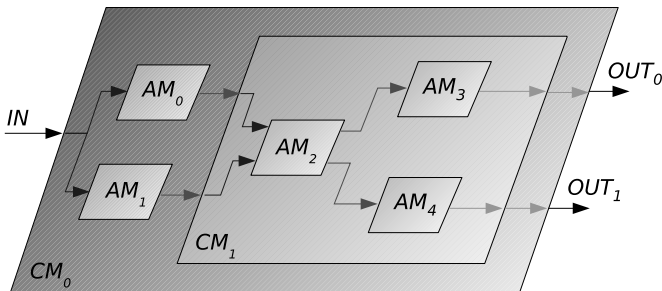 IN
AM₀
AM₁
AM₂
AM₃
AM₄
CM₀
CM₁
OUT₀
OUT₁